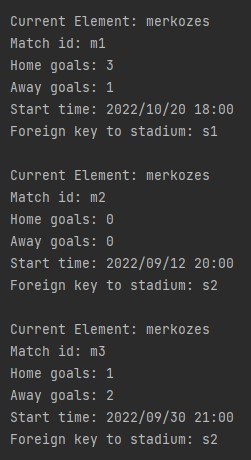 Current Element: merkozes
Match id: m1
Home goals: 3
Away goals: 1
Start time: 2022/10/20 18:00
Foreign key to stadium: s1
Current Element: merkozes
Match id: m2
Home goals: 0
Away goals: 0
Start time: 2022/09/12 20:00
Foreign key to stadium: s2
Current Element: merkozes
Match id: m3
Home goals: 1
Away goals: 2
Start time: 2022/09/30 21:00
Foreign key to stadium: s2